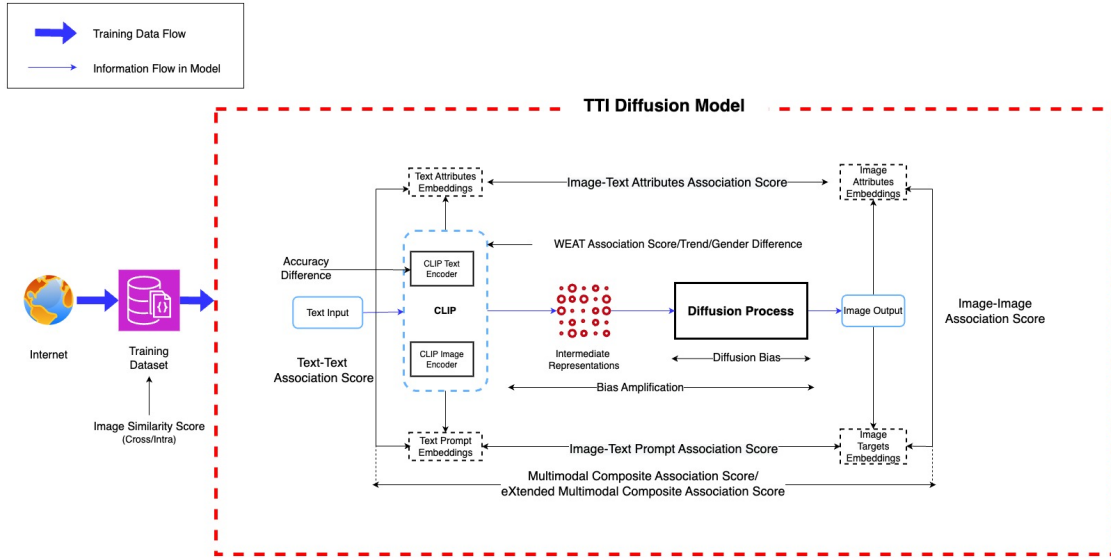 Training Data Flow
Information Flow in Model
TTI Diffusion Model
Text Attributes
Embeddings
Image-Text Attributes Association Score
Image
Attributes
Embeddings
WEAT Association Score/Trend/Gender Difference
CLIP Text
Encoder
Accuracy
Difference
Text Input
CLIP
Diffusion Process
Image Output
Image-Image
Association Score
Internet
Training
Dataset
Text-Text
Association Score
CLIP Image
Encoder
Intermediate
Representations
Diffusion Bias
Bias Amplification
Image Similarity Score
(Cross/Intra)
Text Prompt
Embeddings
Image-Text Prompt Association Score
Image
Targets
Embeddings
Multimodal Composite Association Score/
eXtended Multimodal Composite Association Score